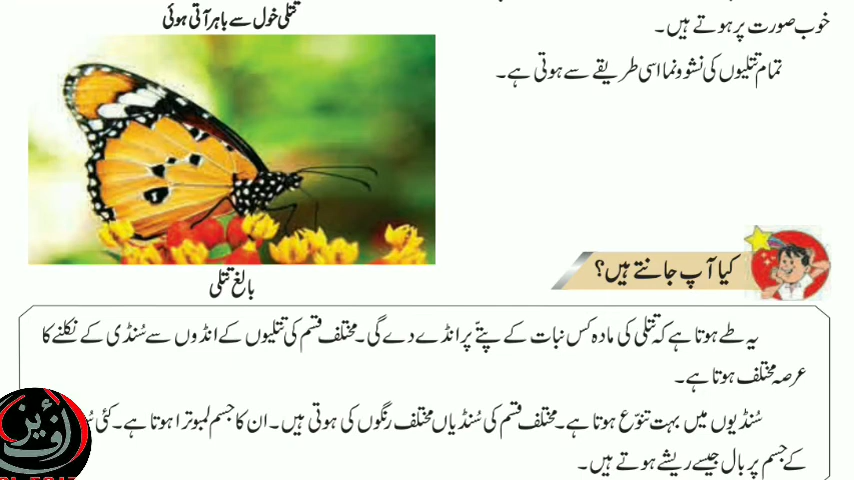 خوب صورت پر ہوتے ہیں۔
تمام تتلیوں کی نشوونما اسی طریقے سے ہوتی ہے۔
تتلی خول سے باہر آتی ہوئی
بالغ تتلی
کیا آپ جانتے ہیں؟
یہ طے ہوتا ہے کہ تتلی کی مادہ کس نبات کے پتّے پر انڈے دے گی۔ مختلف قسم کی تتلیوں کے انڈوں سے سُنڈی کے نکلنے کا
عرصہ مختلف ہوتا ہے۔
سُنڈیوں میں بہت تنوّع ہوتا ہے۔ مختلف قسم کی سُنڈیاں مختلف رنگوں کی ہوتی ہیں۔ ان کا جسم لمبوترا ہوتا ہے۔ کئی
کے جسم پر بال جیسے ریشے ہوتے ہیں۔